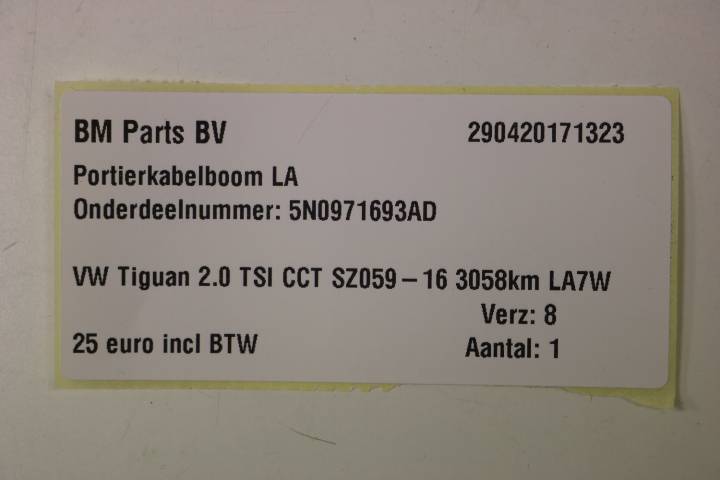 BM Parts BV 290420171323
Portierkabelboom LA
Onderdeelnummer: 5N0971693AD
VW Tiguan 2.0 TSI CCT SZ059-16 3058km LA7W
Verz: 8
25 euro incl BTW Aantal: 1